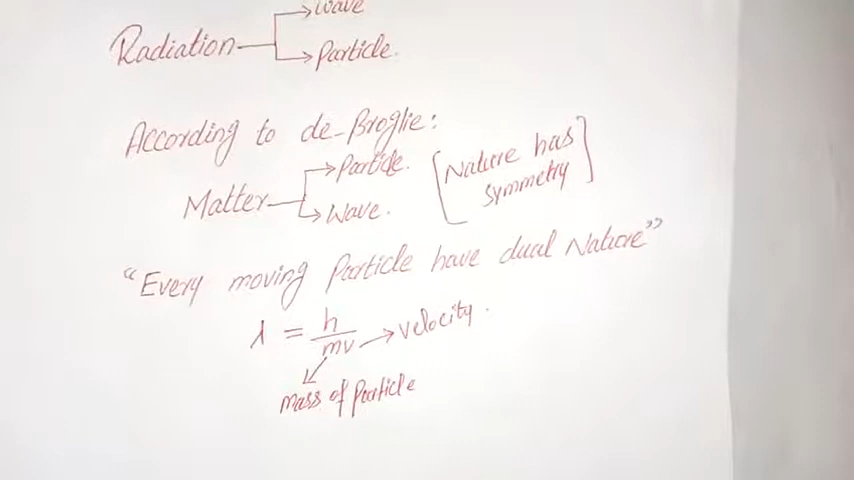 wave
Radiation
Particle.
According to de-Broglie:
Particle.
Matter
Wave.
[Nature has
symmetry]
"Every moving Particle have dual Nature"
λ = h/mv → velocity.
mass of particle